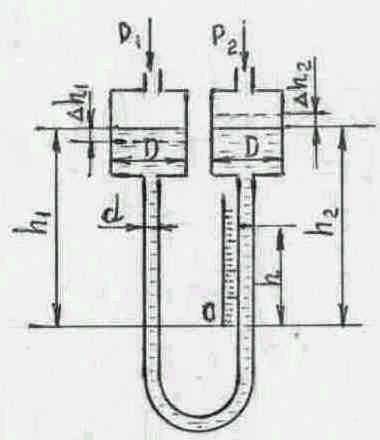 P₁
P₂
Δh₁
Δh₂
D
D
d
h₁
h₂
h
0